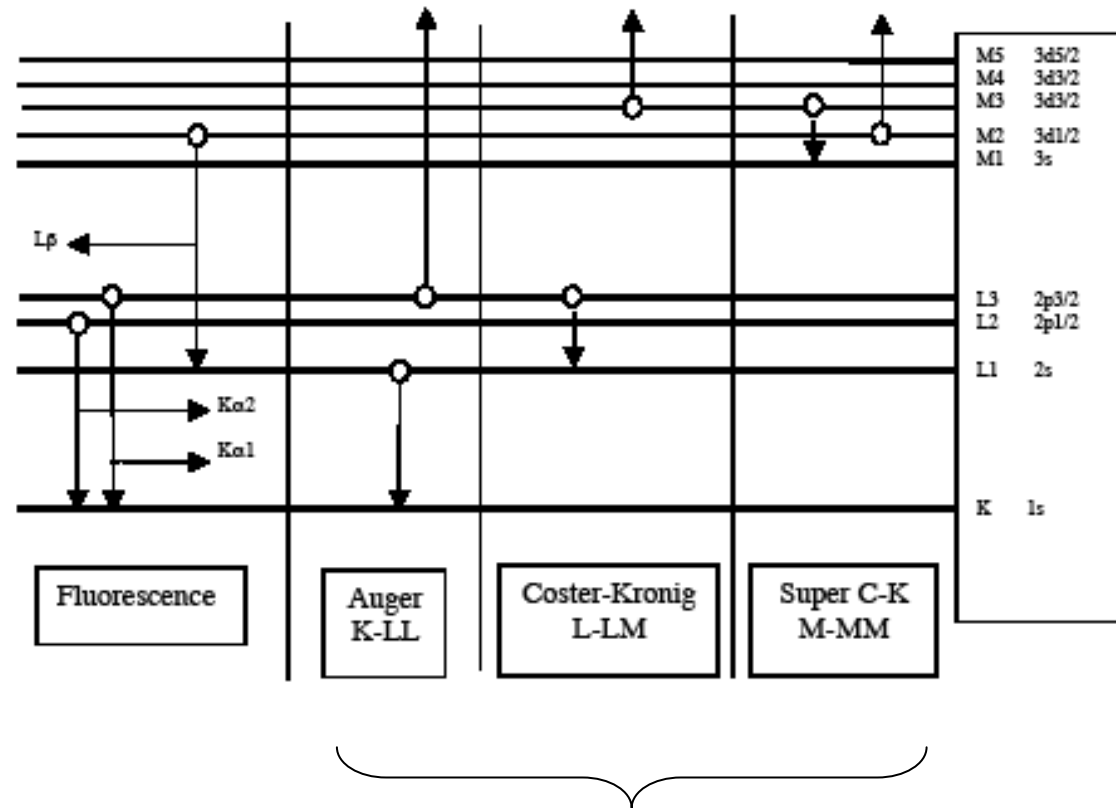 M5 3d5/2
M4 3d3/2
M3 3d3/2
M2 3d1/2
M1 3s
Lβ
L3 2p3/2
L2 2p1/2
L1 2s
Kα2
Kα1
K 1s
Fluorescence
Auger
K-LL
Coster-Kronig
L-LM
Super C-K
M-MM